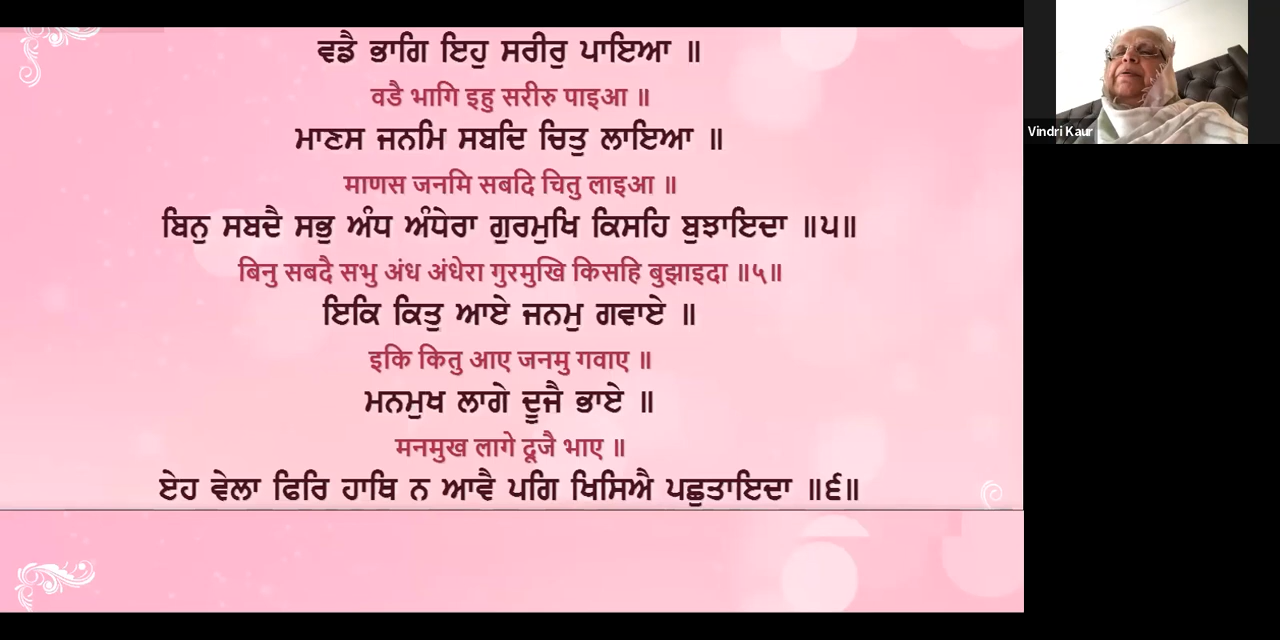 ਵਡੈ ਭਾਗਿ ਇਹੁ ਸਰੀਰੁ ਪਾਇਆ ॥
वडै भागि इहु सरीरु पाइआ ॥
ਮਾਣਸ ਜਨਮਿ ਸਬਦਿ ਚਿਤੁ ਲਾਇਆ ॥
माणस जनमि सबदि चितु लाइआ ॥
ਬਿਨੁ ਸਬਦੈ ਸਭੁ ਅੰਧ ਅੰਧੇਰਾ ਗੁਰਮੁਖਿ ਕਿਸਹਿ ਬੁਝਾਇਦਾ ॥੫॥
बिनु सबदै सभु अंध अंधेरा गुरमुखि किसहि बुझाइदा ॥५॥
ਇਕਿ ਕਿਤੁ ਆਏ ਜਨਮੁ ਗਵਾਏ ॥
इकि कितु आए जनमु गवाए ॥
ਮਨਮੁਖ ਲਾਗੇ ਦੂਜੈ ਭਾਏ ॥
मनमुख लागे दूजै भाए ॥
ਏਹ ਵੇਲਾ ਫਿਰਿ ਹਾਥਿ ਨ ਆਵੈ ਪਗਿ ਖਿਸਿਐ ਪਛੁਤਾਇਦਾ ॥੬॥
Vindri Kaur